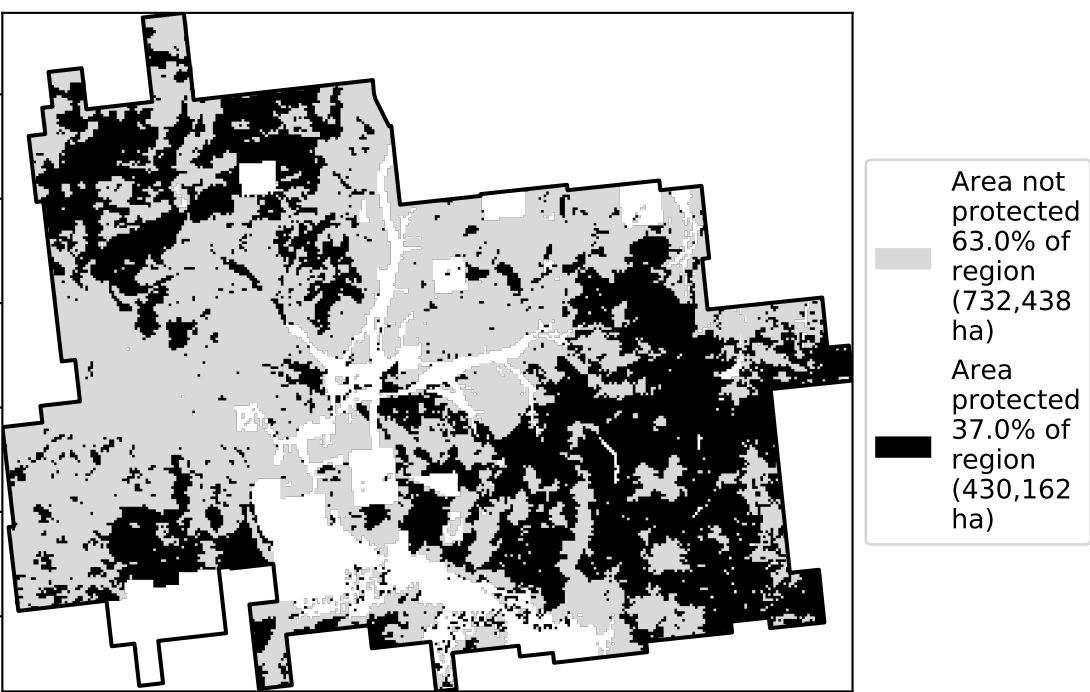 Area not
protected
63.0% of
region
(732,438
ha)
Area
protected
37.0% of
region
(430,162
ha)